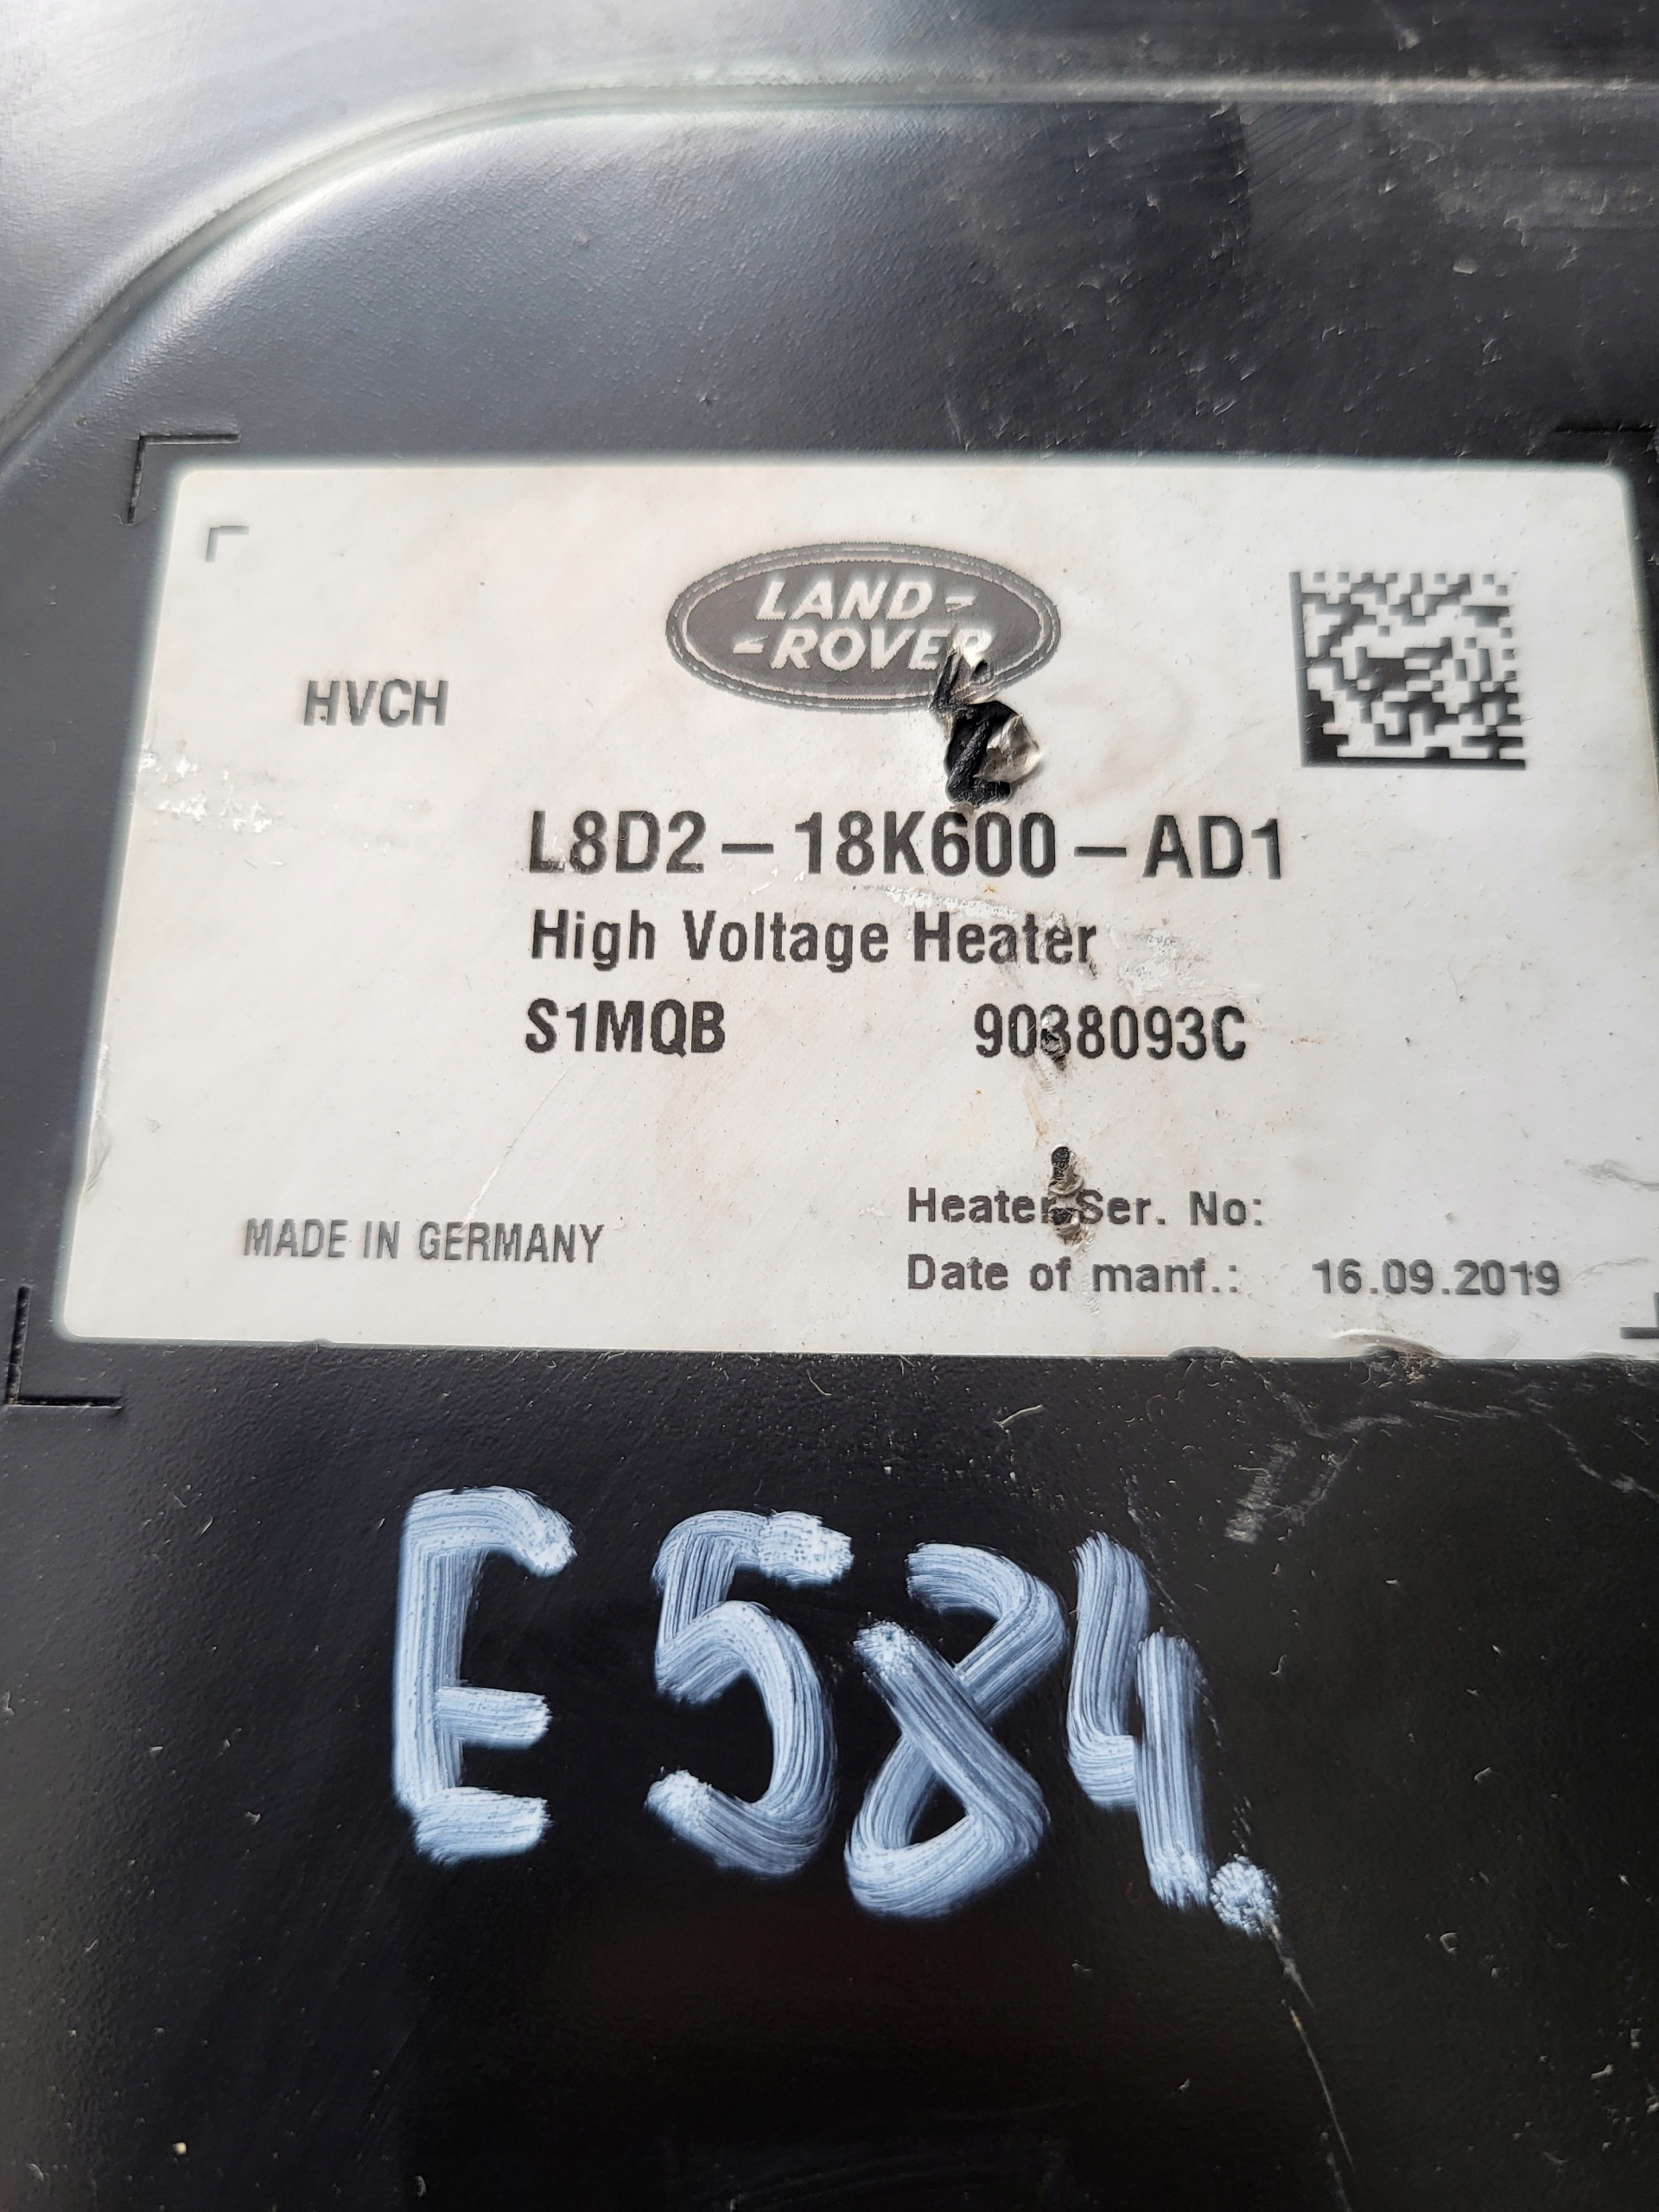 LAND-
-ROVER
HVCH
L8D2-18K600-AD1
High Voltage Heater
S1MQB 9038093C
Heater Ser. No:
MADE IN GERMANY
Date of manf.: 16.09.2019
E584.